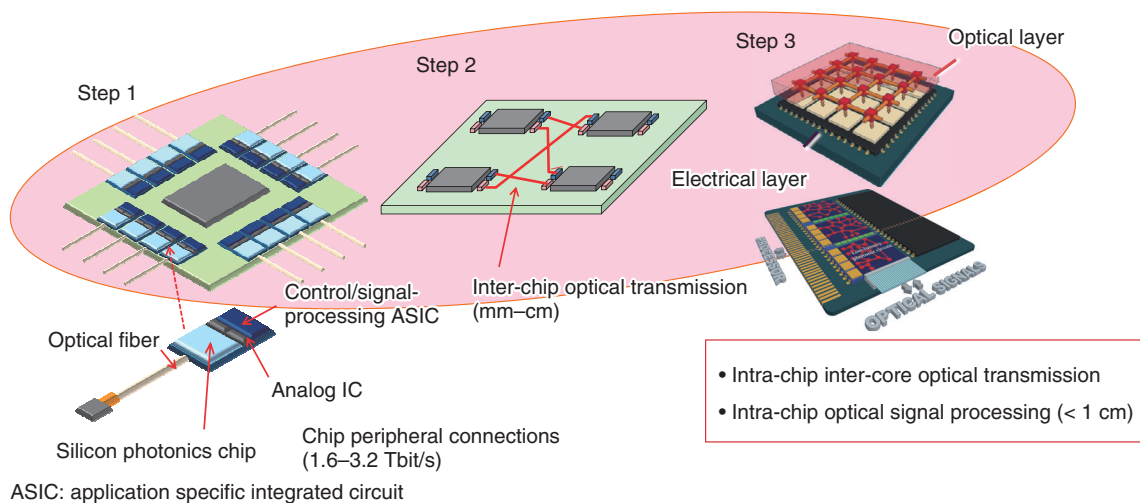 Step 1
Step 2
Step 3
Optical layer
Electrical layer
Inter-chip optical transmission
(mm–cm)
Control/signal-
processing ASIC
Optical fiber
Analog IC
Silicon photonics chip
Chip peripheral connections
(1.6–3.2 Tbit/s)
OPTICAL SIGNALS
• Intra-chip inter-core optical transmission
• Intra-chip optical signal processing (< 1 cm)
ASIC: application specific integrated circuit